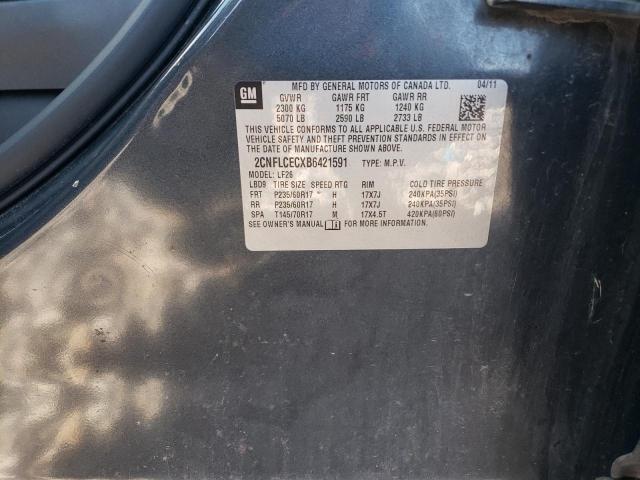 GM
MFD BY GENERAL MOTORS OF CANADA LTD. 04/11
GVWR GAWR FRT GAWR RR
2300 KG 1175 KG 1240 KG
5070 LB 2590 LB 2733 LB
THIS VEHICLE CONFORMS TO ALL APPLICABLE U.S. FEDERAL MOTOR
VEHICLE SAFETY AND THEFT PREVENTION STANDARDS IN EFFECT ON
THE DATE OF MANUFACTURE SHOWN ABOVE.
2CNFLCECXB6421591 TYPE: M.P.V.
MODEL: LF26
LBD9 TIRE SIZE SPEED RTG RIM COLD TIRE PRESSURE
FRT P235/60R17 H 17X7J 240KPA(35PSI)
RR P235/60R17 H 17X7J 240KPA(35PSI)
SPA T145/70R17 M 17X4.5T 420KPA(60PSI)
SEE OWNER'S MANUAL